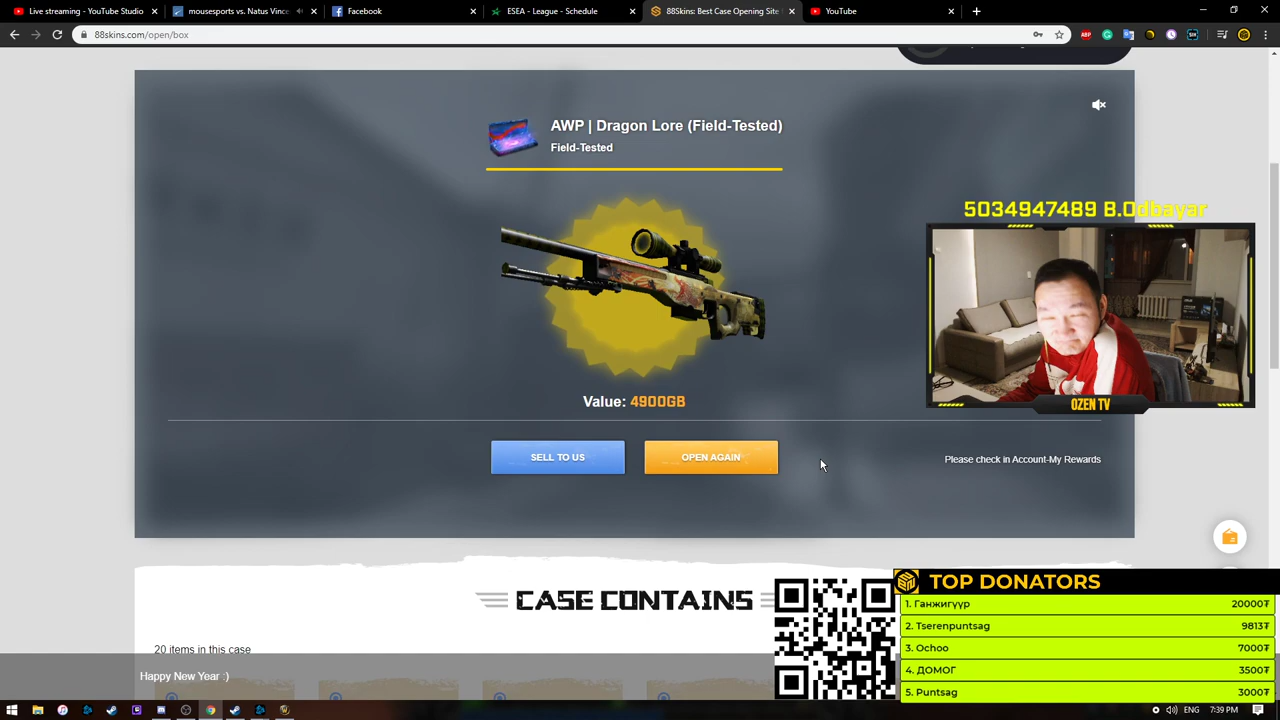 Live streaming - YouTube Studio
mousesports vs. Natus Vince
Facebook
ESEA - League - Schedule
88Skins: Best Case Opening Site
YouTube
88skins.com/open/box
AWP | Dragon Lore (Field-Tested)
Field-Tested
5034947489 B.Odbayar
OZEN TV
Value: 4900GB
SELL TO US
OPEN AGAIN
Please check in Account-My Rewards
CASE CONTAINS
20 items in this case
Happy New Year :)
TOP DONATORS
1. Ганжигүүр 20000₮
2. Tserenpuntsag 9813₮
3. Ochoo 7000₮
4. ДОМОГ 3500₮
5. Puntsag 3000₮
ENG 7:39 PM